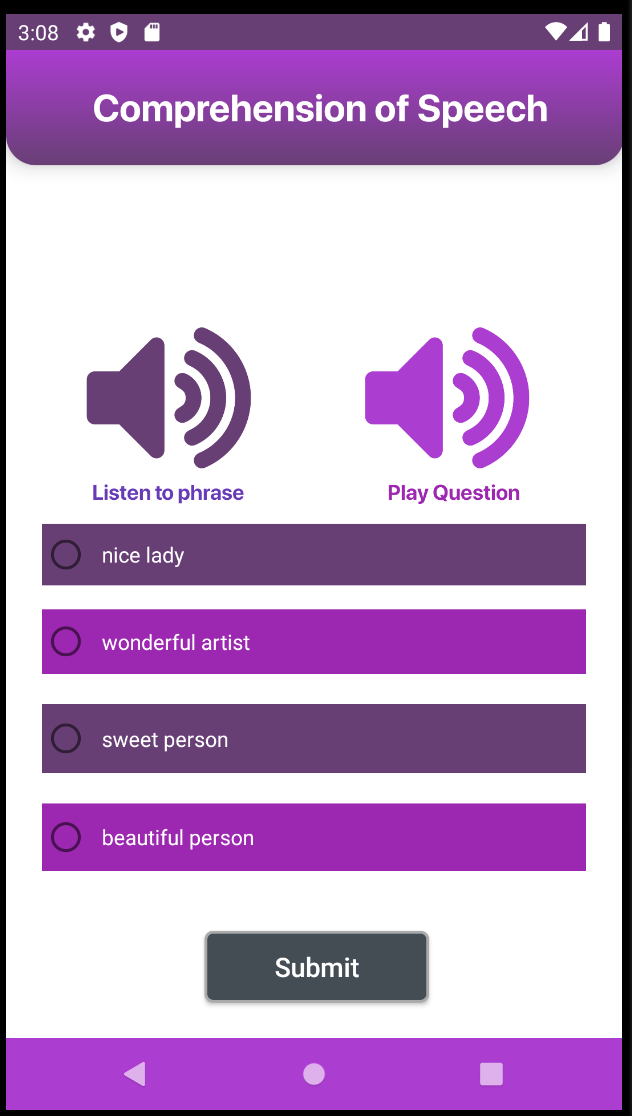 3:08
Comprehension of Speech
Listen to phrase
Play Question
nice lady
wonderful artist
sweet person
beautiful person
Submit